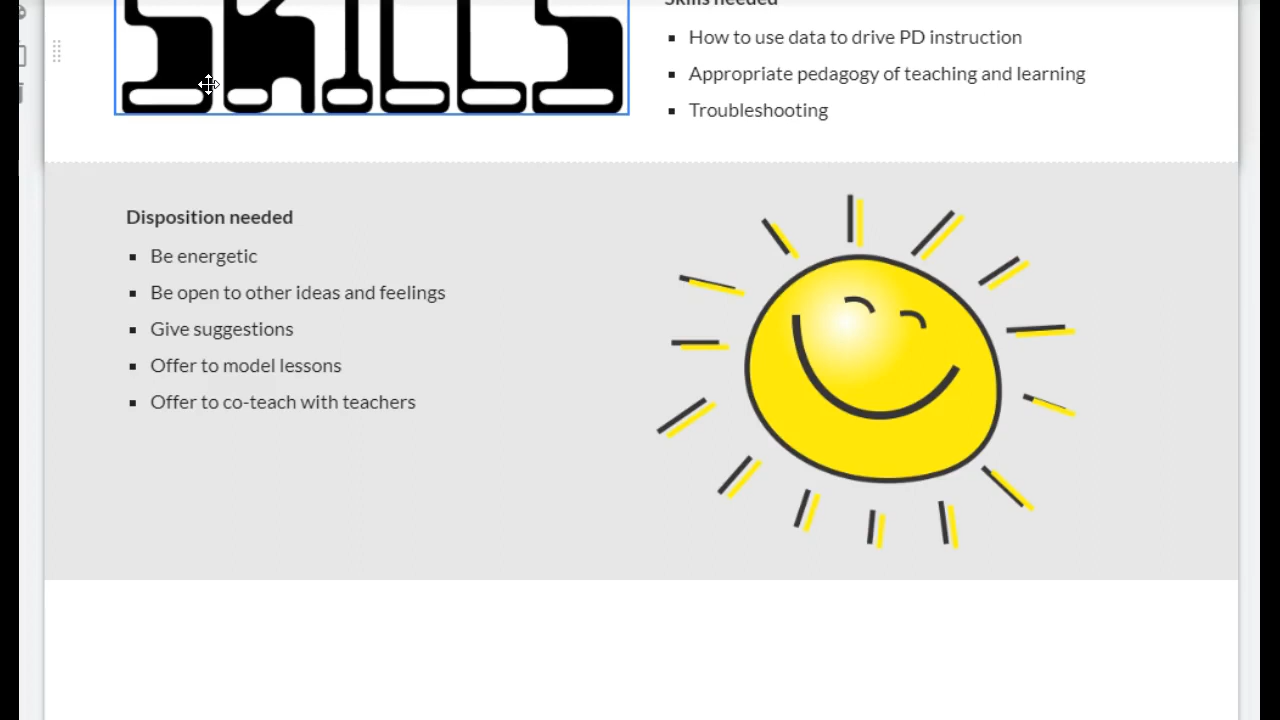 SKILLS
Skills needed
How to use data to drive PD instruction
Appropriate pedagogy of teaching and learning
Troubleshooting
Disposition needed
Be energetic
Be open to other ideas and feelings
Give suggestions
Offer to model lessons
Offer to co-teach with teachers